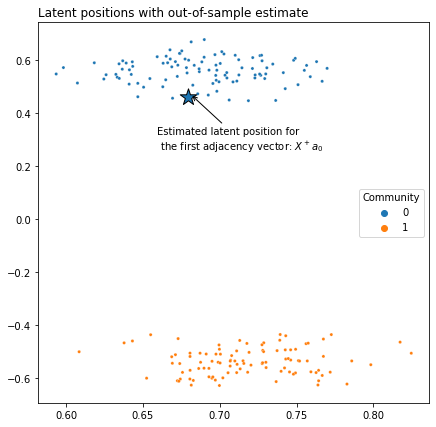 Latent positions with out-of-sample estimate
0.6
0.4
Estimated latent position for
the first adjacency vector: X⁺a₀
0.2
Community
0
1
0.0
−0.2
−0.4
−0.6
0.60 0.65 0.70 0.75 0.80